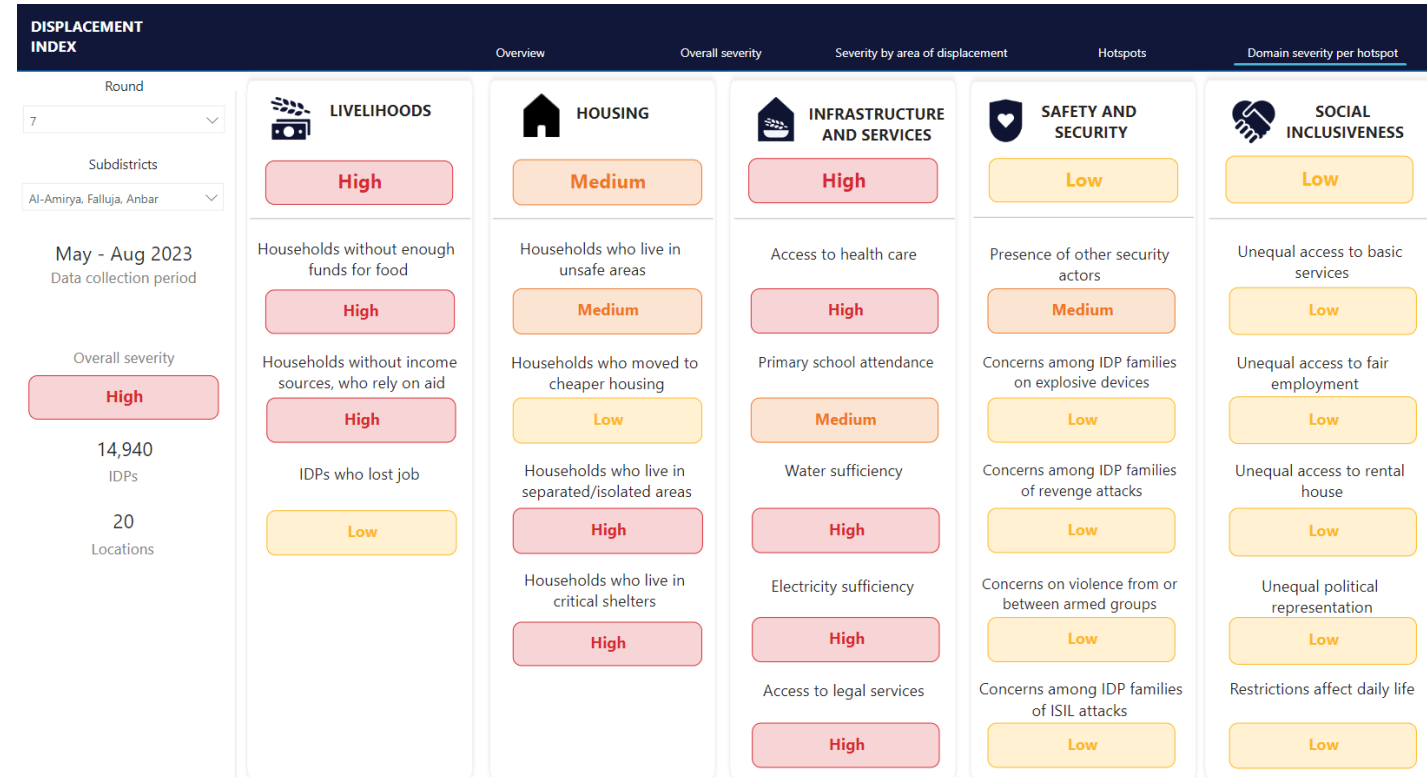 DISPLACEMENT
INDEX
Overview
Overall severity
Severity by area of displacement
Hotspots
Domain severity per hotspot
Round
7
Subdistricts
Al-Amirya, Falluja, Anbar
May - Aug 2023
Data collection period
Overall severity
High
14,940
IDPs
20
Locations
LIVELIHOODS
High
Households without enough
funds for food
High
Households without income
sources, who rely on aid
High
IDPs who lost job
Low
HOUSING
Medium
Households who live in
unsafe areas
Medium
Households who moved to
cheaper housing
Low
Households who live in
separated/isolated areas
High
Households who live in
critical shelters
High
INFRASTRUCTURE
AND SERVICES
High
Access to health care
High
Primary school attendance
Medium
Water sufficiency
High
Electricity sufficiency
High
Access to legal services
High
SAFETY AND
SECURITY
Low
Presence of other security
actors
Medium
Concerns among IDP families
on explosive devices
Low
Concerns among IDP families
of revenge attacks
Low
Concerns on violence from or
between armed groups
Low
Concerns among IDP families
of ISIL attacks
Low
SOCIAL
INCLUSIVENESS
Low
Unequal access to basic
services
Low
Unequal access to fair
employment
Low
Unequal access to rental
house
Low
Unequal political
representation
Low
Restrictions affect daily life
Low